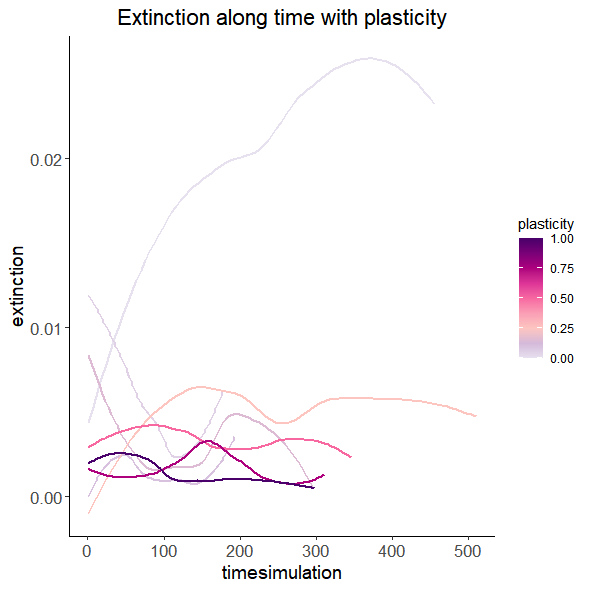 Extinction along time with plasticity
extinction
0.02
0.01
0.00
0 100 200 300 400 500
timesimulation
plasticity
1.00
0.75
0.50
0.25
0.00